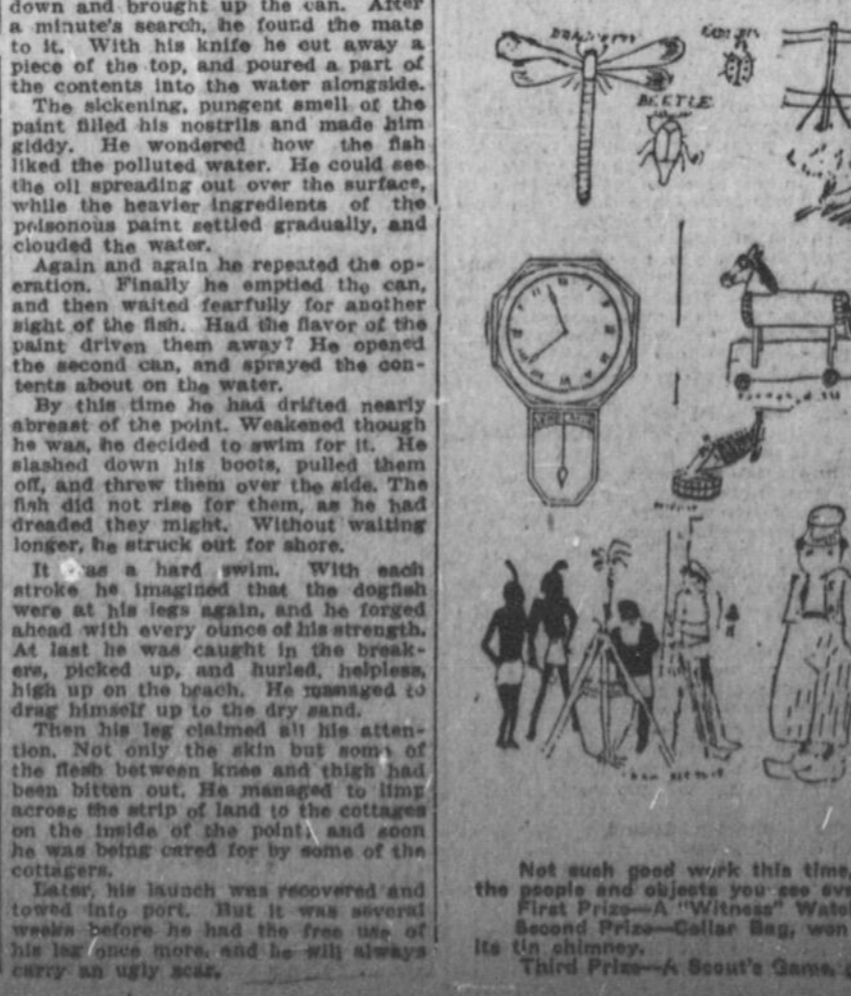 down and brought up the can. After
a minute's search, he found the mate
to it. With his knife he cut away a
piece of the top, and poured a part of
the contents into the water alongside.
The sickening, pungent smell of the
paint filled his nostrils and made him
giddy. He wondered how the fish
liked the polluted water. He could see
the oil spreading out over the surface,
while the heavier ingredients of the
poisonous paint settled gradually, and
clouded the water.
Again and again he repeated the op-
eration. Finally he emptied the can,
and then waited fearfully for another
sight of the fish. Had the flavor of the
paint driven them away? He opened
the second can, and sprayed the con-
tents about on the water.
By this time he had drifted nearly
abreast of the point. Weakened though
he was, he decided to swim for it. He
slashed down his boots, pulled them
off, and threw them over the side. The
fish did not rise for them, as he had
dreaded they might. Without waiting
longer, he struck out for shore.
It was a hard swim. With each
stroke he imagined that the dogfish
were at his legs again, and he forged
ahead with every ounce of his strength.
At last he was caught in the break-
ers, picked up, and hurled, helpless,
high up on the beach. He managed to
drag himself up to the dry sand.
Then his leg claimed all his atten-
tion. Not only the skin but some of
the flesh between knee and thigh had
been bitten out. He managed to limp
across the strip of land to the cottages
on the inside of the point, and soon
he was being cared for by some of the
cottagers.
Later, his launch was recovered and
towed into port. But it was several
weeks before he had the free use of
his leg once more, and he will always
carry an ugly scar.
BEETLE
Not such good work this time,
the people and objects you see
First Prize—A "Witness"
Second Prize—Collar Bag, won
its tin chimney.
Third Prize—A Scout's Game,